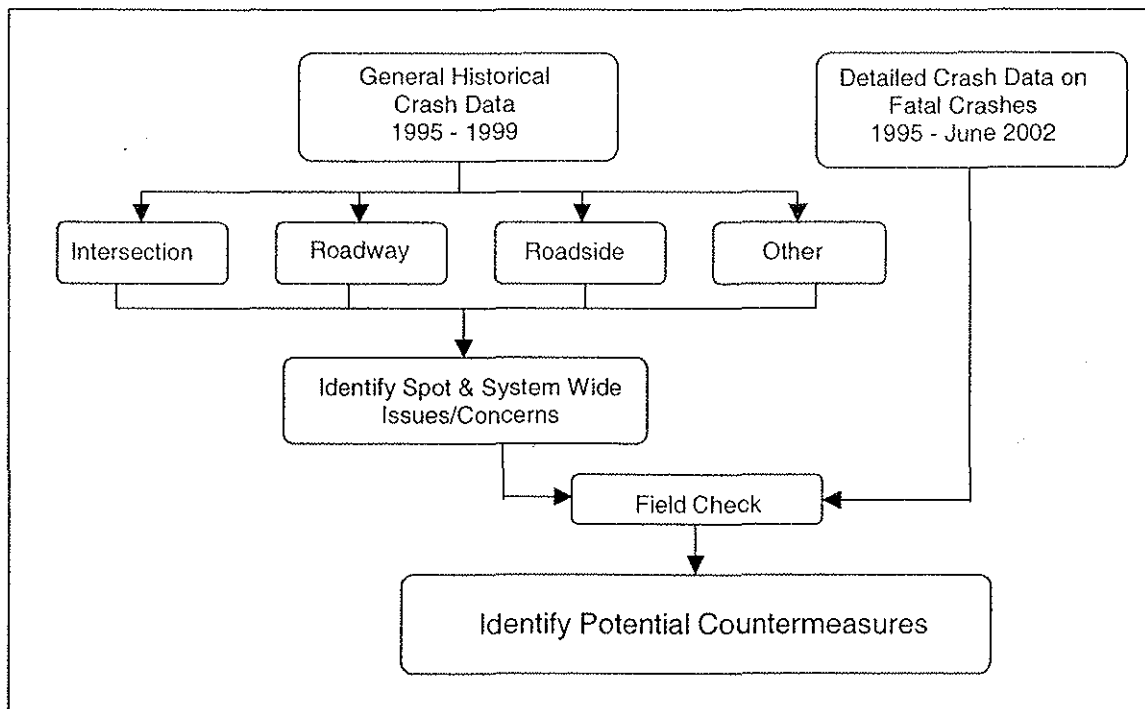 General Historical
Crash Data
1995 - 1999
Detailed Crash Data on
Fatal Crashes
1995 - June 2002
Intersection
Roadway
Roadside
Other
Identify Spot & System Wide
Issues/Concerns
Field Check
Identify Potential Countermeasures